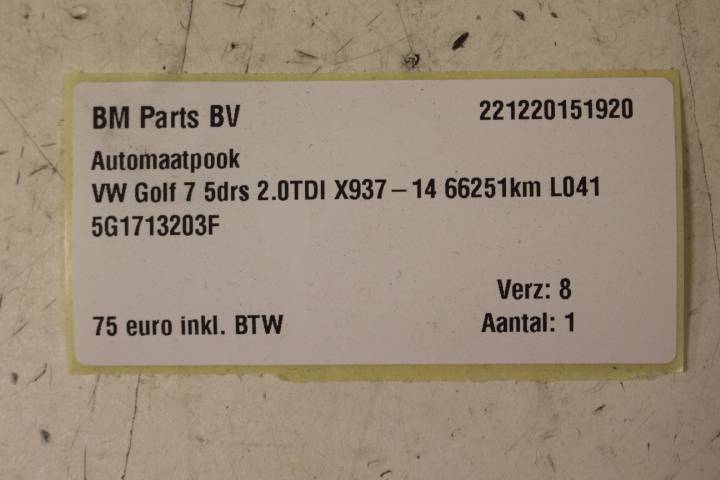 BM Parts BV 221220151920
Automaatpook
VW Golf 7 5drs 2.0TDI X937 – 14 66251km L041
5G1713203F
Verz: 8
75 euro inkl. BTW Aantal: 1